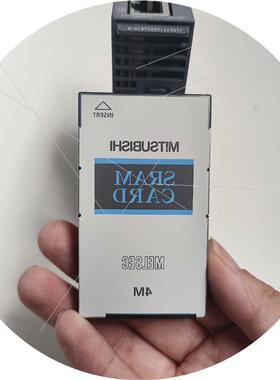 INSERT
MITSUBISHI
SRAM
CARD
MELSEC
4M